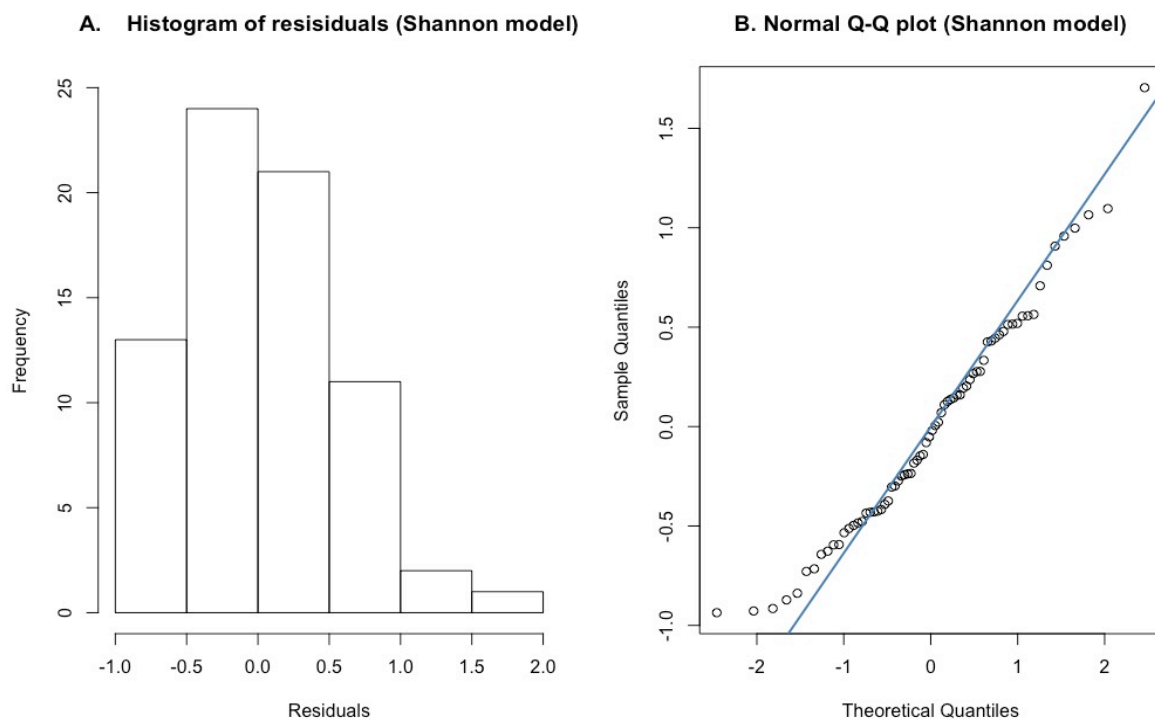 A. Histogram of resisiduals (Shannon model)
25
20
15
10
5
0
Frequency
-1.0 -0.5 0.0 0.5 1.0 1.5 2.0
Residuals
B. Normal Q-Q plot (Shannon model)
1.5
1.0
0.5
0.0
-0.5
-1.0
Sample Quantiles
-2 -1 0 1 2
Theoretical Quantiles